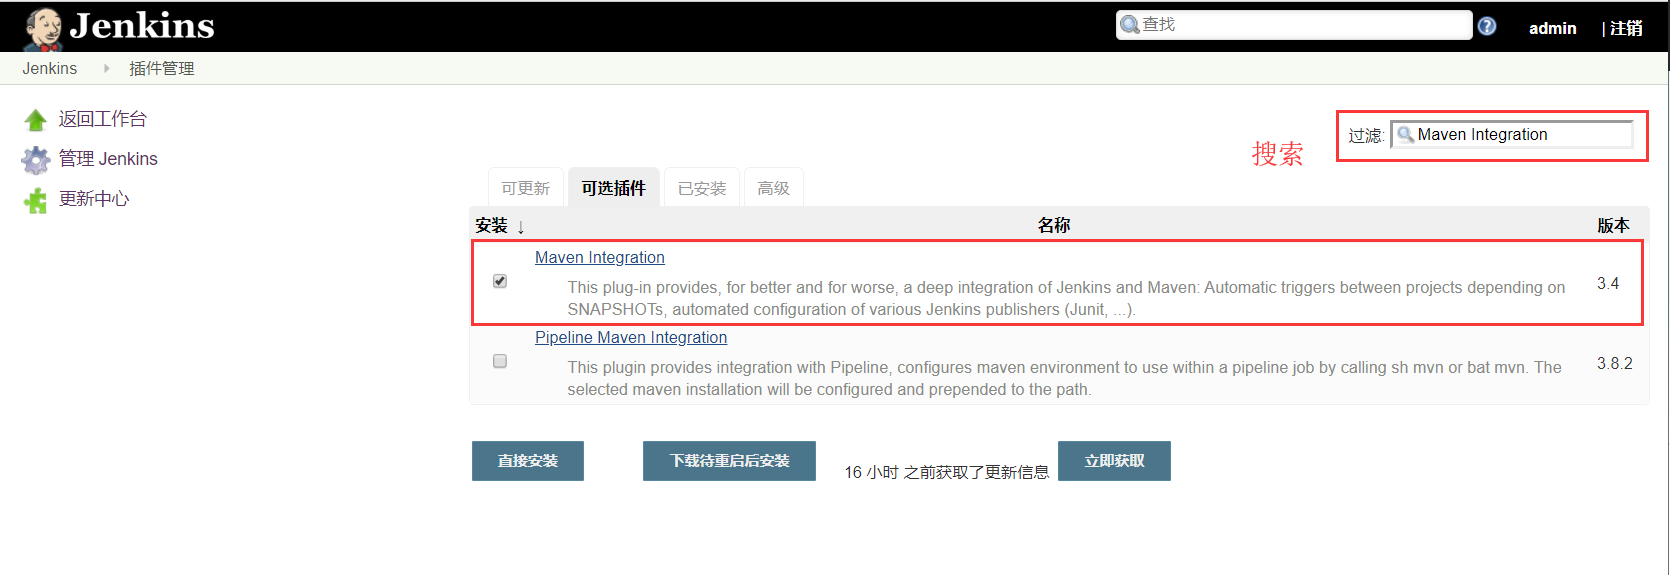 Jenkins
查找
admin
| 注销
Jenkins
插件管理
返回工作台
管理 Jenkins
更新中心
搜索
过滤:
Maven Integration
可更新
可选插件
已安装
高级
安装 ↓
名称
版本
Maven Integration
This plug-in provides, for better and for worse, a deep integration of Jenkins and Maven: Automatic triggers between projects depending on
SNAPSHOTs, automated configuration of various Jenkins publishers (Junit, ...).
3.4
Pipeline Maven Integration
This plugin provides integration with Pipeline, configures maven environment to use within a pipeline job by calling sh mvn or bat mvn. The
selected maven installation will be configured and prepended to the path.
3.8.2
直接安装
下载待重启后安装
16 小时 之前获取了更新信息
立即获取